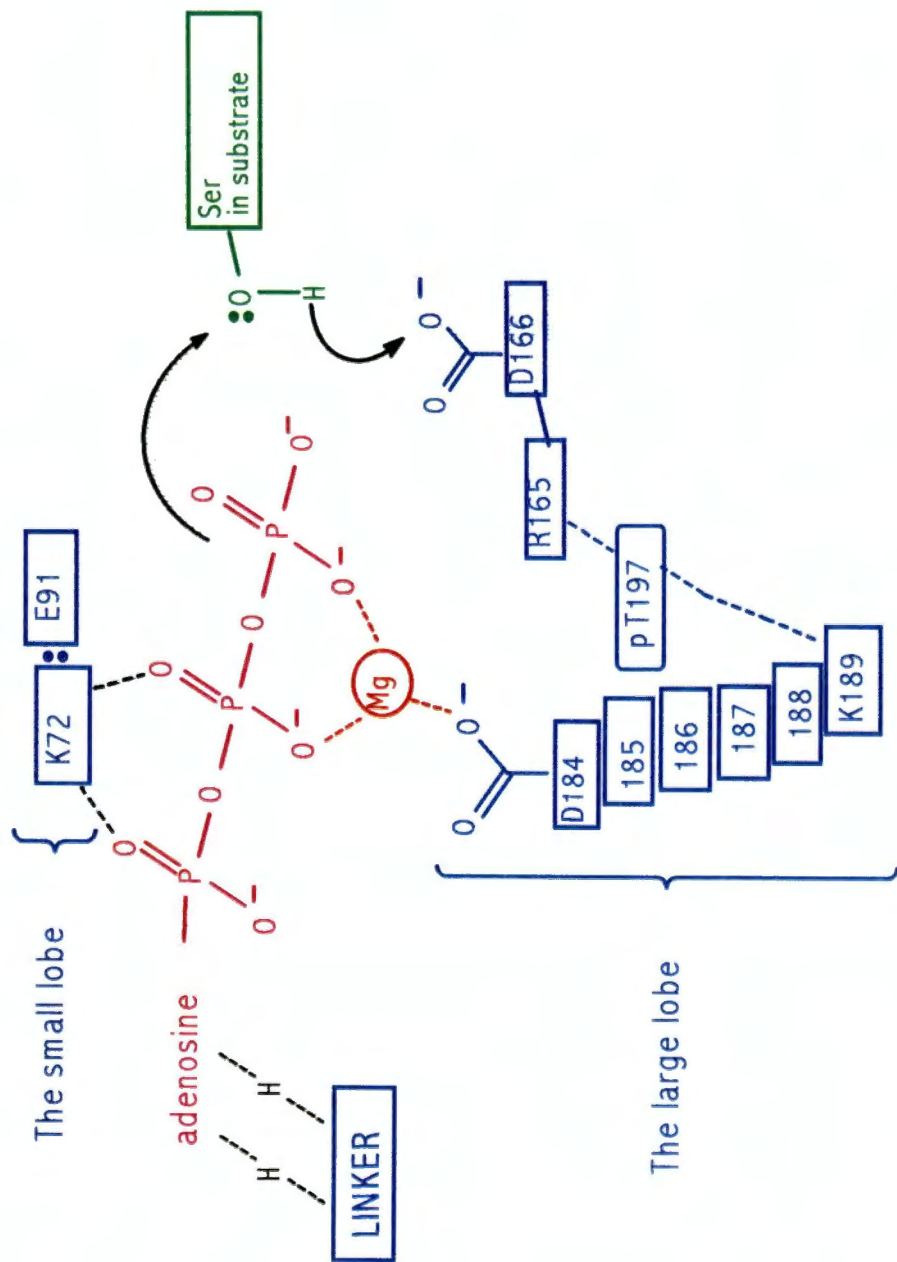 The small lobe
K72
E91
adenosine
P
O
O
O⁻
P
O
O
O⁻
P
O
O⁻
O⁻
Ser
in substrate
O
H
H
H
LINKER
Mg
The large lobe
O
O⁻
D184
185
186
187
188
K189
pT197
R165
D166
O
O⁻